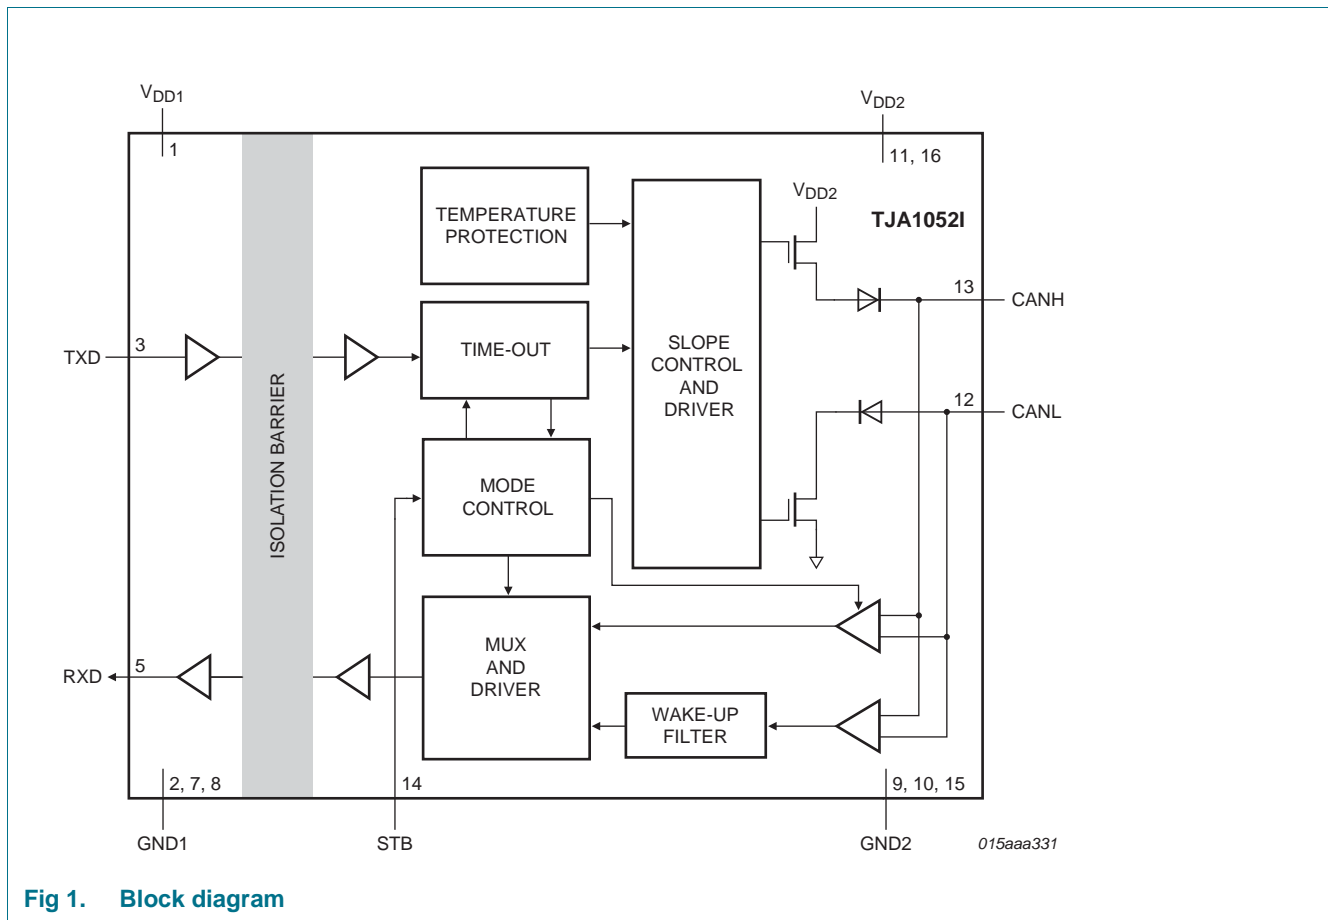 VDD1
VDD2
1
11, 16
VDD2
TJA1052I
TEMPERATURE
PROTECTION
13
CANH
TXD
3
TIME-OUT
SLOPE
CONTROL
AND
DRIVER
12
CANL
ISOLATION BARRIER
MODE
CONTROL
MUX
AND
DRIVER
RXD
5
WAKE-UP
FILTER
2, 7, 8
14
9, 10, 15
GND1
STB
GND2
015aaa331
Fig 1. Block diagram